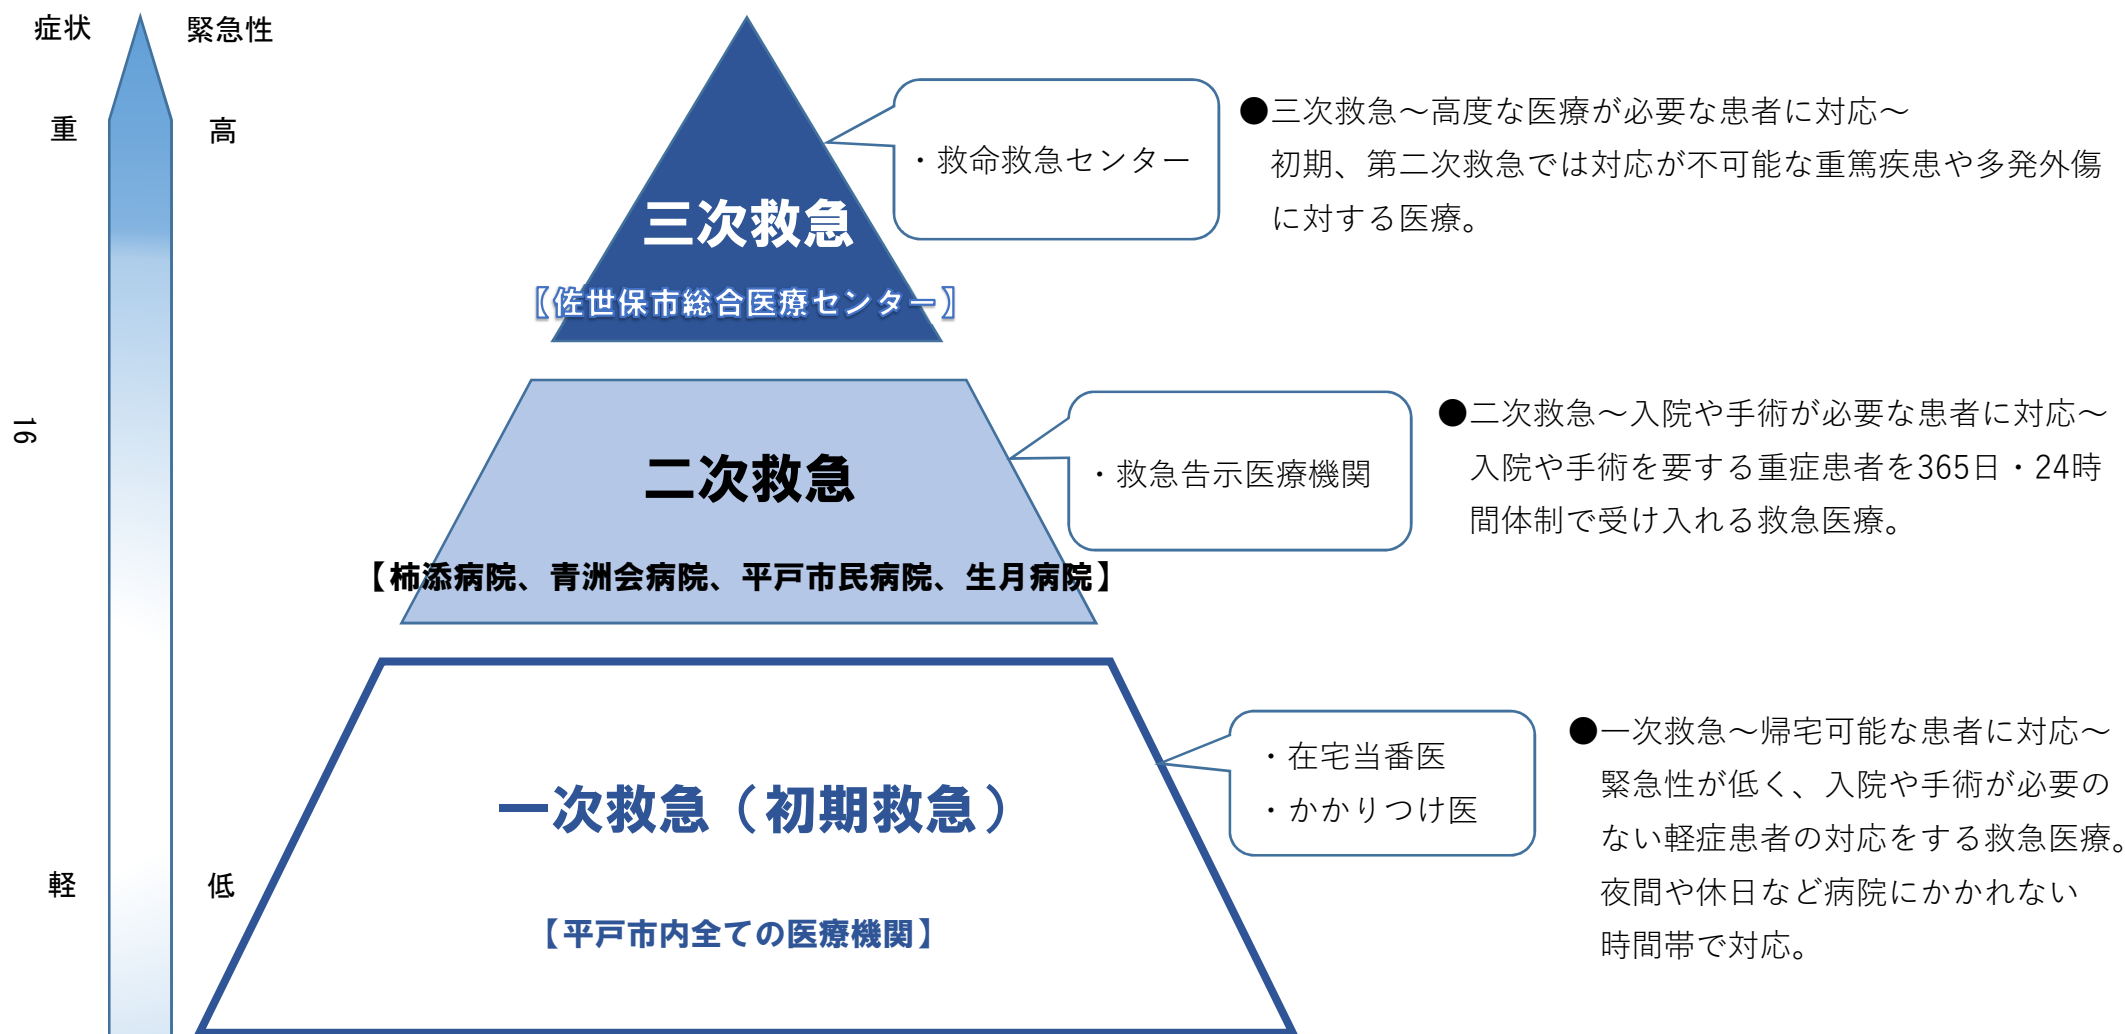 症状
緊急性
重
高
軽
低
16
三次救急
【佐世保市総合医療センター】
・救命救急センター
●三次救急～高度な医療が必要な患者に対応～
初期、第二次救急では対応が不可能な重篤疾患や多発外傷
に対する医療。
二次救急
【柿添病院、青洲会病院、平戸市民病院、生月病院】
・救急告示医療機関
●二次救急～入院や手術が必要な患者に対応～
入院や手術を要する重症患者を365日・24時
間体制で受け入れる救急医療。
一次救急（初期救急）
【平戸市内全ての医療機関】
・在宅当番医
・かかりつけ医
●一次救急～帰宅可能な患者に対応～
緊急性が低く、入院や手術が必要の
ない軽症患者の対応をする救急医療。
夜間や休日など病院にかかれない
時間帯で対応。